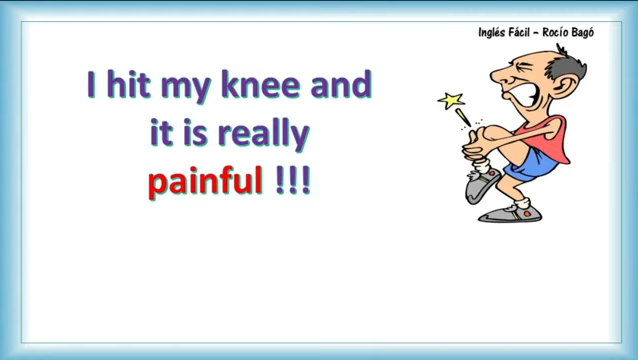 Inglés Fácil – Rocío Bagó
I hit my knee and
it is really
painful !!!